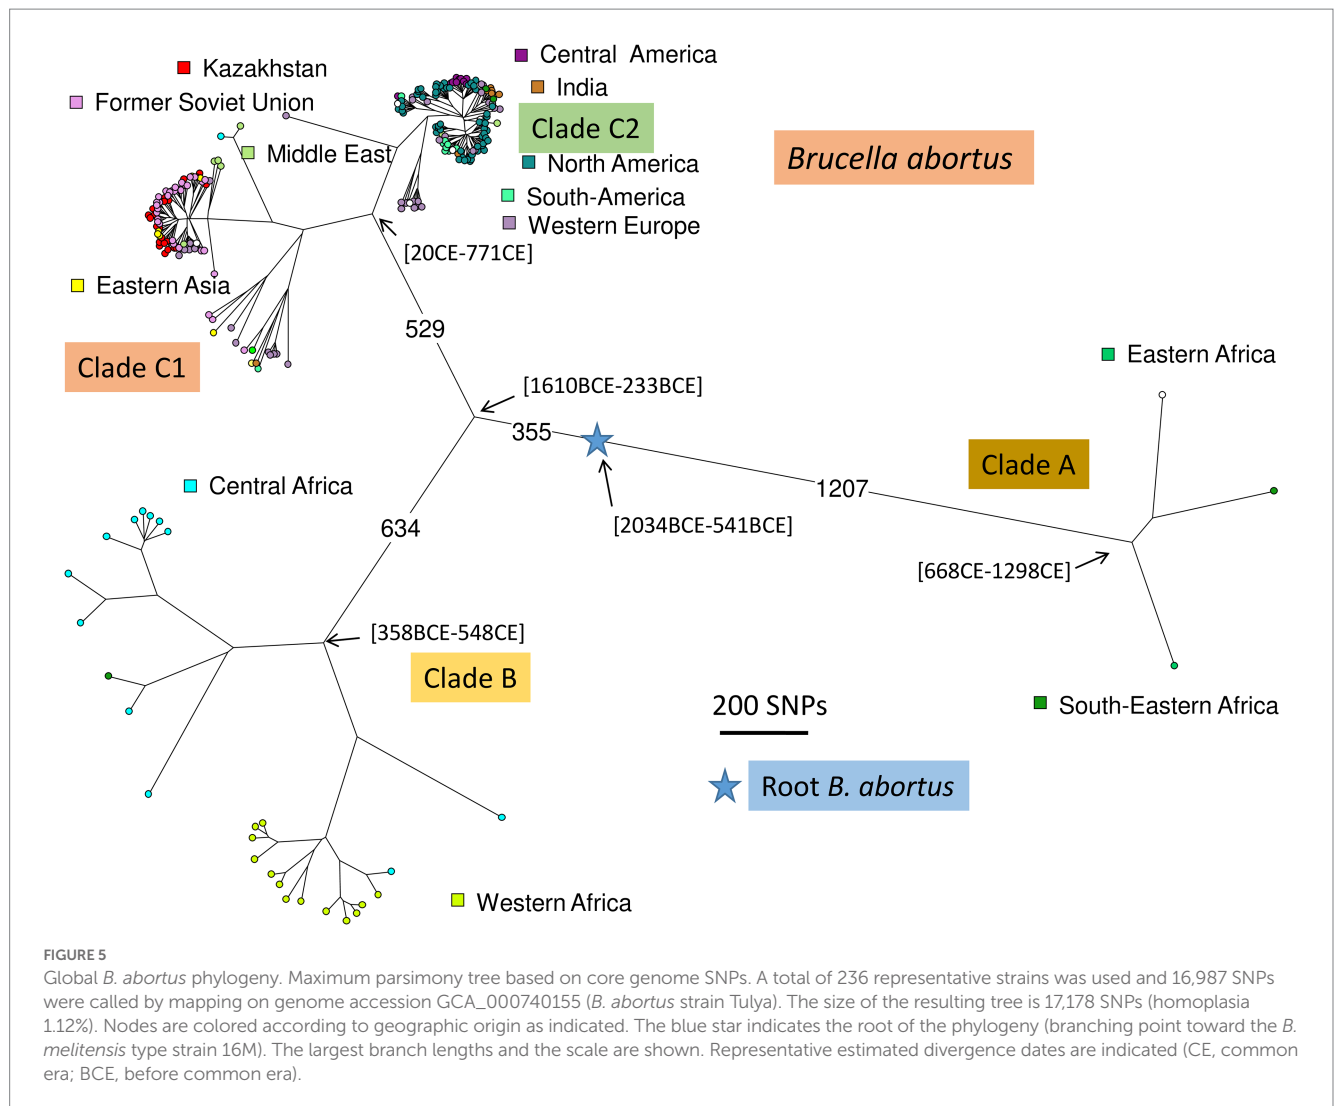 Kazakhstan
Former Soviet Union
Middle East
Central America
India
Clade C2
North America
South-America
Western Europe
Brucella abortus
[20CE-771CE]
Eastern Asia
529
Clade C1
[1610BCE-233BCE]
355
Eastern Africa
Clade A
1207
Central Africa
634
[2034BCE-541BCE]
[668CE-1298CE]
[358BCE-548CE]
Clade B
200 SNPs
South-Eastern Africa
Root B. abortus
Western Africa
FIGURE 5
Global B. abortus phylogeny. Maximum parsimony tree based on core genome SNPs. A total of 236 representative strains was used and 16,987 SNPs
were called by mapping on genome accession GCA_000740155 (B. abortus strain Tulya). The size of the resulting tree is 17,178 SNPs (homoplasia
1.12%). Nodes are colored according to geographic origin as indicated. The blue star indicates the root of the phylogeny (branching point toward the B.
melitensis type strain 16M). The largest branch lengths and the scale are shown. Representative estimated divergence dates are indicated (CE, common
era; BCE, before common era).